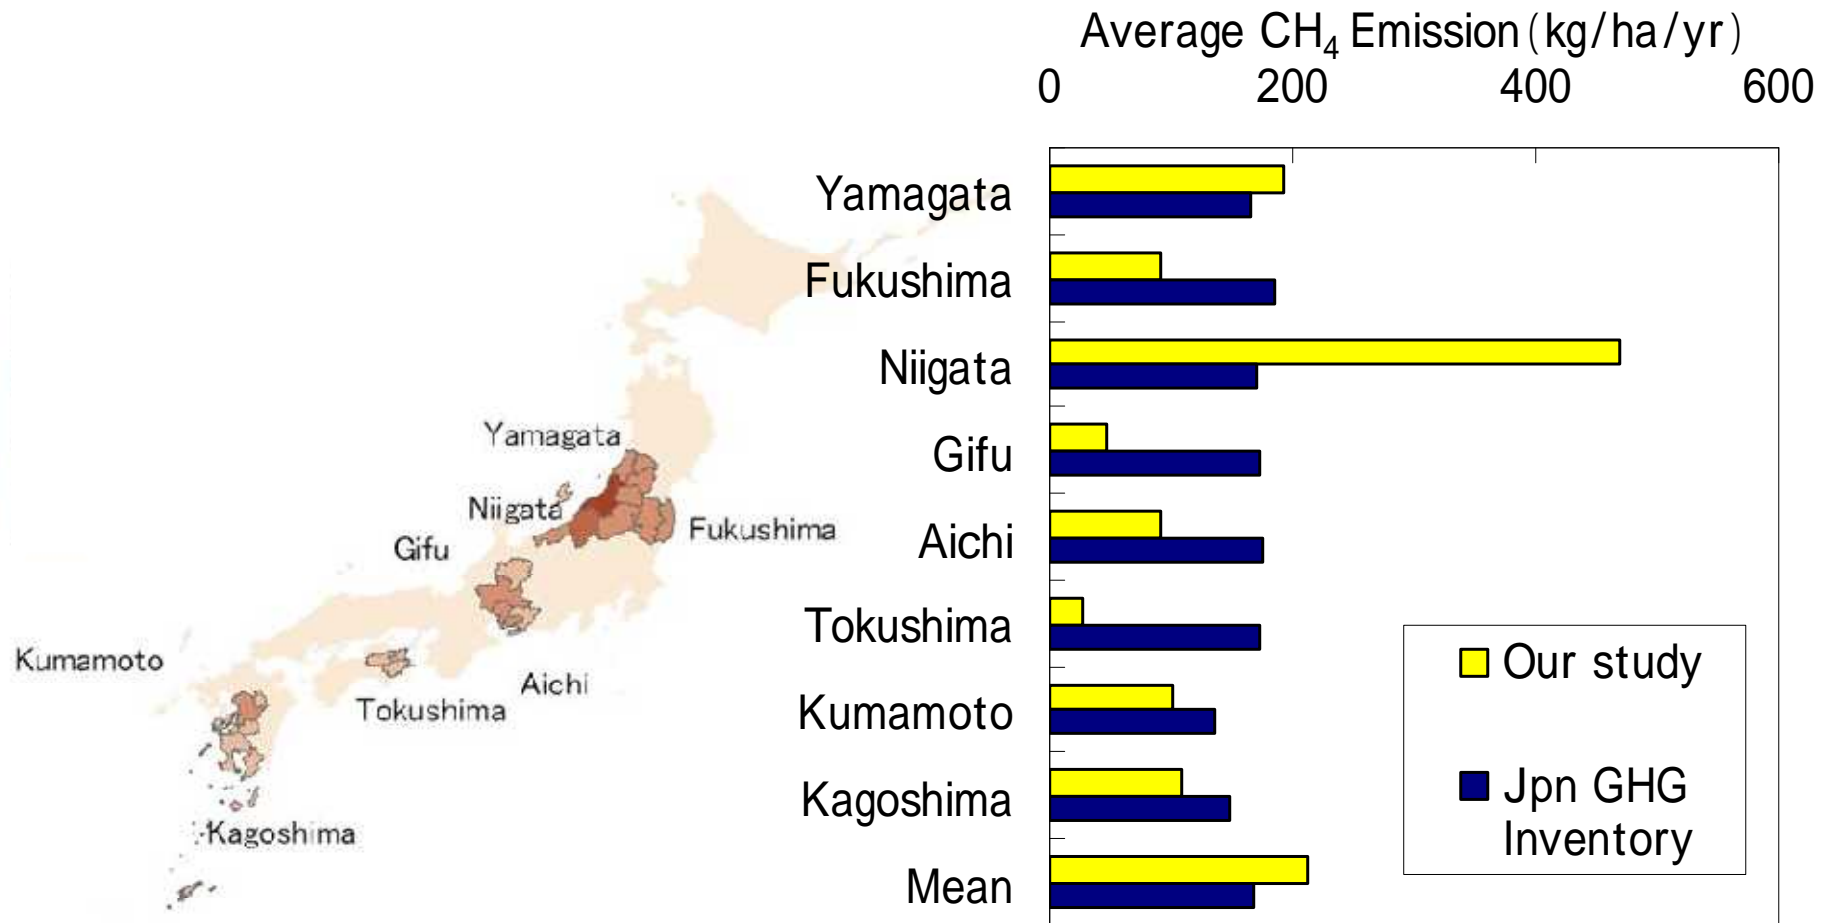 Average CH₄ Emission(kg/ha/yr)
0 200 400 600
Yamagata
Fukushima
Niigata
Gifu
Aichi
Tokushima
Kumamoto
Kagoshima
Mean
Our study
Jpn GHG
Inventory
Yamagata
Niigata
Fukushima
Gifu
Kumamoto
Aichi
Tokushima
Kagoshima